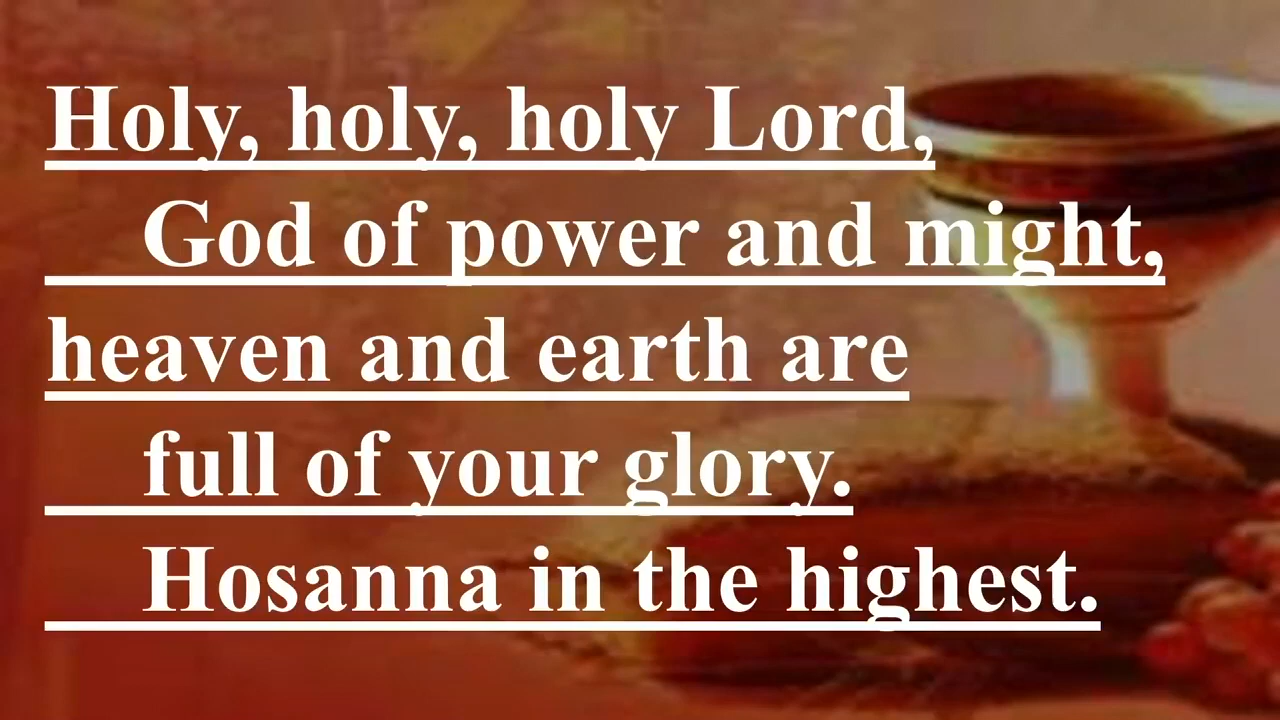 Holy, holy, holy Lord,
God of power and might,
heaven and earth are
full of your glory.
Hosanna in the highest.